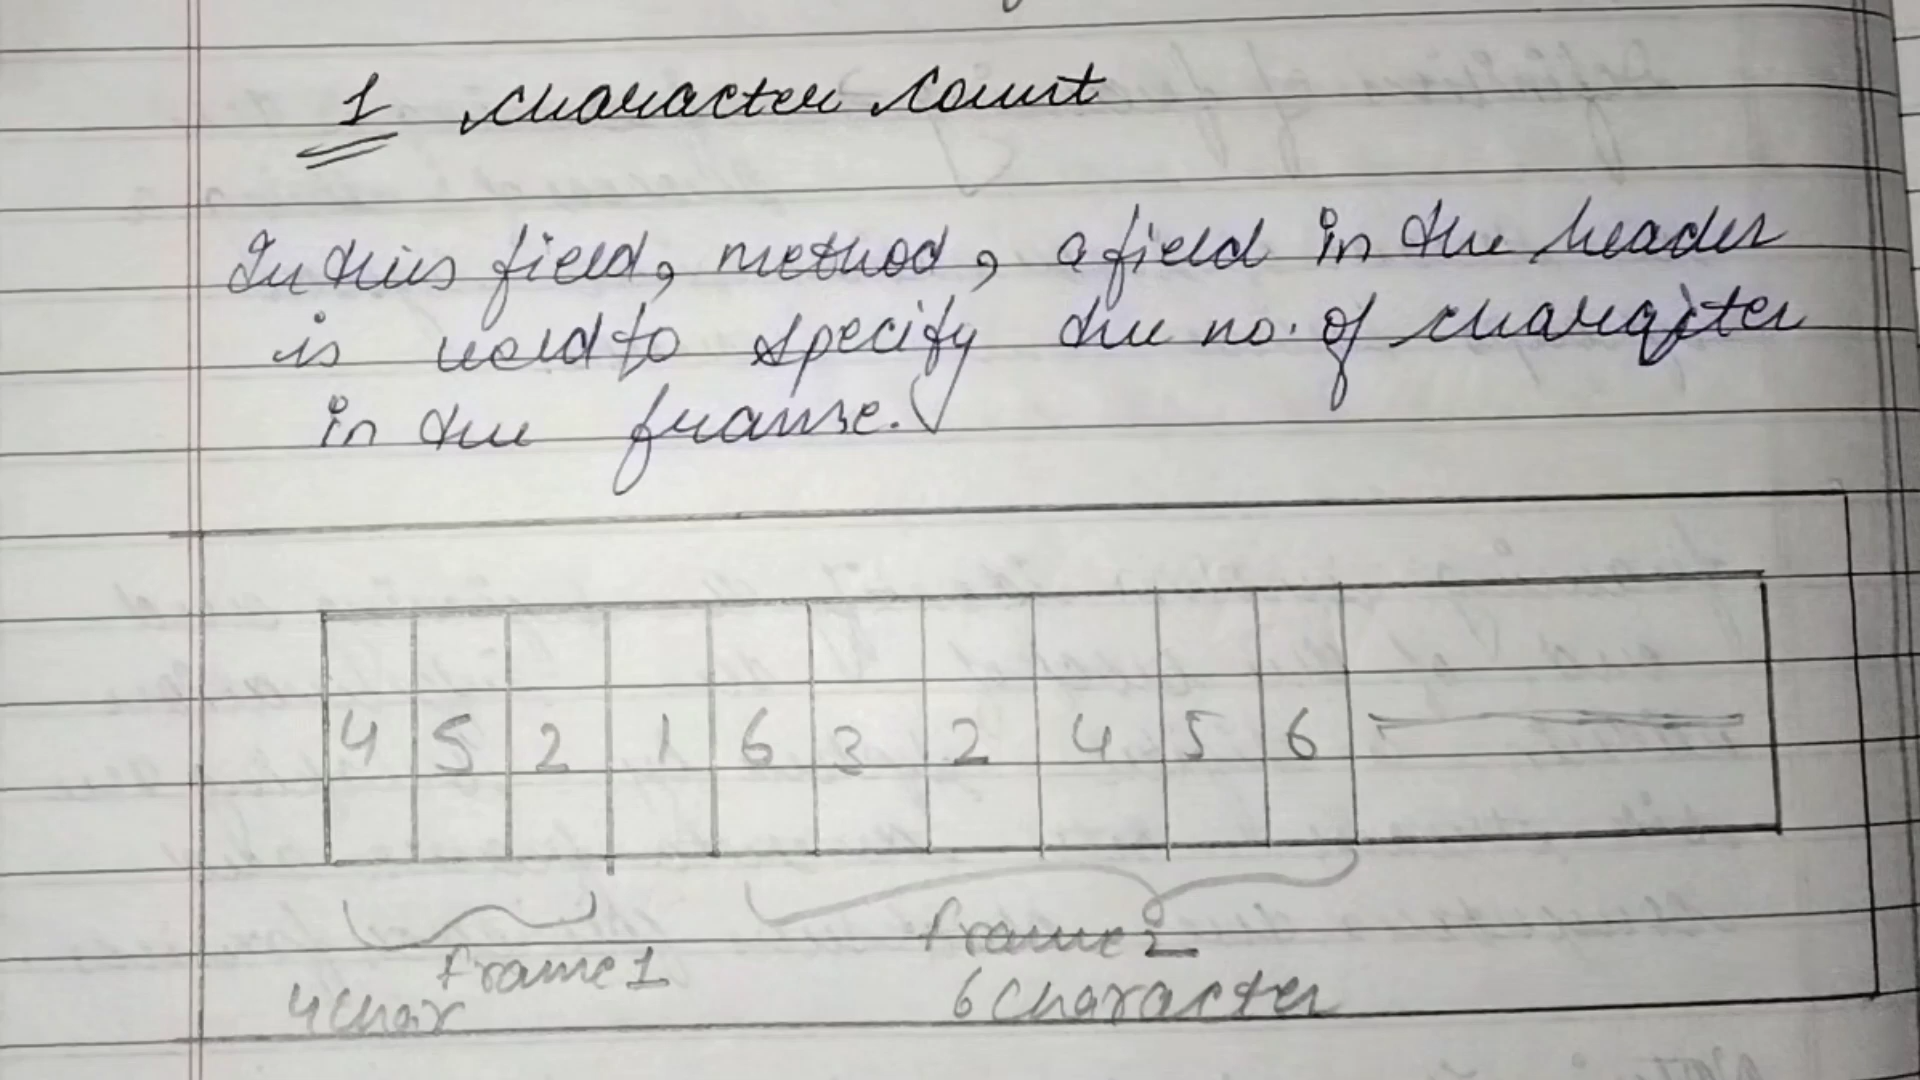 1 character count
In this field, method, a field in the header
is used to specify the no. of character
in the frame.
4 5 2 1 6 3 2 4 5 6
frame 1 frame 2
4 char 6 Character